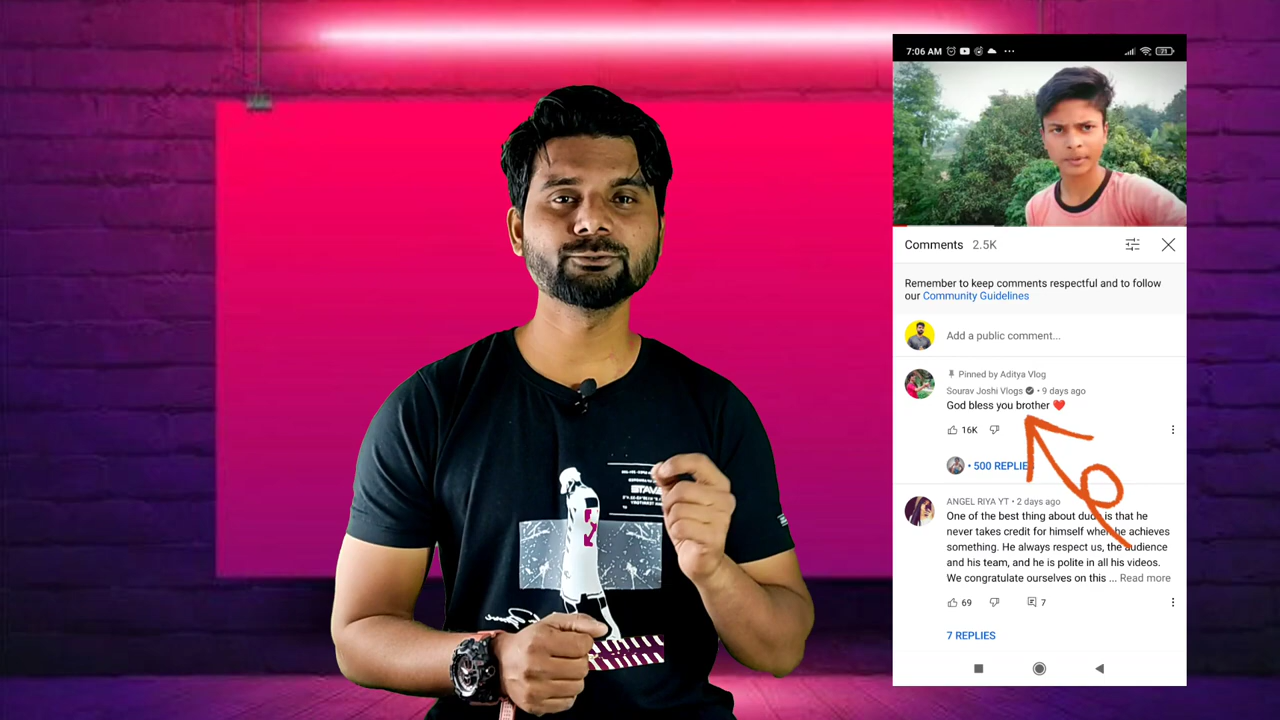 7:06 AM
71
Comments 2.5K
Remember to keep comments respectful and to follow
our Community Guidelines
Add a public comment...
Pinned by Aditya Vlog
Sourav Joshi Vlogs • 9 days ago
God bless you brother ❤️
16K
• 500 REPLIE
ANGEL RIYA YT • 2 days ago
One of the best thing about dude is that he
never takes credit for himself when he achieves
something. He always respect us, the audience
and his team, and he is polite in all his videos.
We congratulate ourselves on this ... Read more
69 7
7 REPLIES